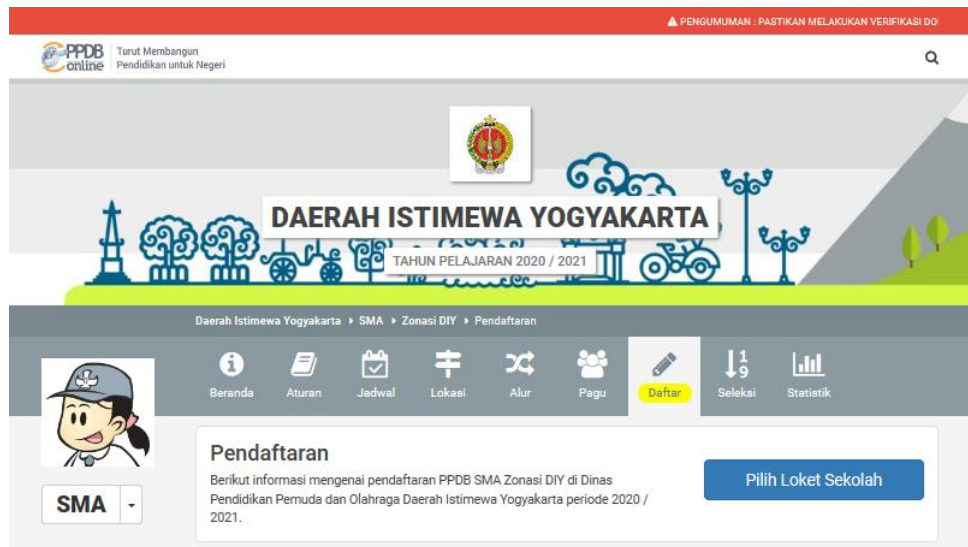 PENGUMUMAN : PASTIKAN MELAKUKAN VERIFIKASI DO
PPDB
online
Turut Membangun
Pendidikan untuk Negeri
DAERAH ISTIMEWA YOGYAKARTA
TAHUN PELAJARAN 2020 / 2021
Daerah Istimewa Yogyakarta SMA Zonasi DIY Pendaftaran
1
9
Beranda Aturan Jadwal Lokasi Alur Pagu Daftar Seleksi Statistik
Pendaftaran
Berikut informasi mengenai pendaftaran PPDB SMA Zonasi DIY di Dinas
Pendidikan Pemuda dan Olahraga Daerah Istimewa Yogyakarta periode 2020 /
2021.
Pilih Loket Sekolah
SMA